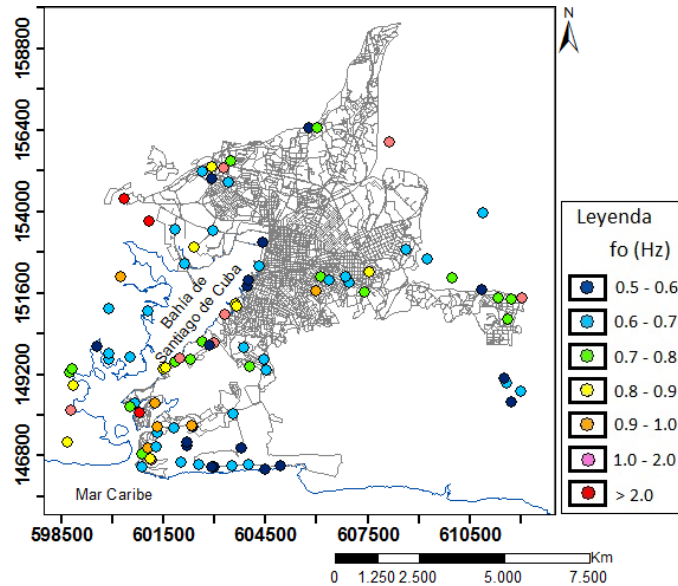 N
158800
156400
154000
151600
149200
146800
Bahía de
Santiago de Cuba
Mar Caribe
598500 601500 604500 607500 610500
Leyenda
fo (Hz)
0.5 - 0.6
0.6 - 0.7
0.7 - 0.8
0.8 - 0.9
0.9 - 1.0
1.0 - 2.0
> 2.0
Km
0 1.250 2.500 5.000 7.500